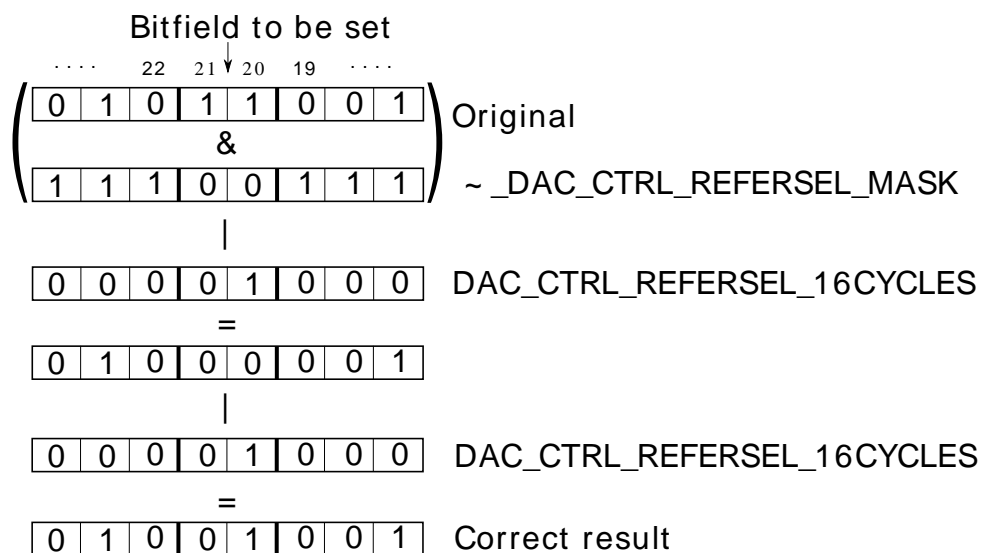 Bitfield to be set
.... 22 21 20 19 ....
0 1 0 1 1 0 0 1 Original
&
1 1 1 0 0 1 1 1 ~ _DAC_CTRL_REFERSEL_MASK
|
0 0 0 0 1 0 0 0 DAC_CTRL_REFERSEL_16CYCLES
=
0 1 0 0 0 0 0 1
|
0 0 0 0 1 0 0 0 DAC_CTRL_REFERSEL_16CYCLES
=
0 1 0 0 1 0 0 1 Correct result